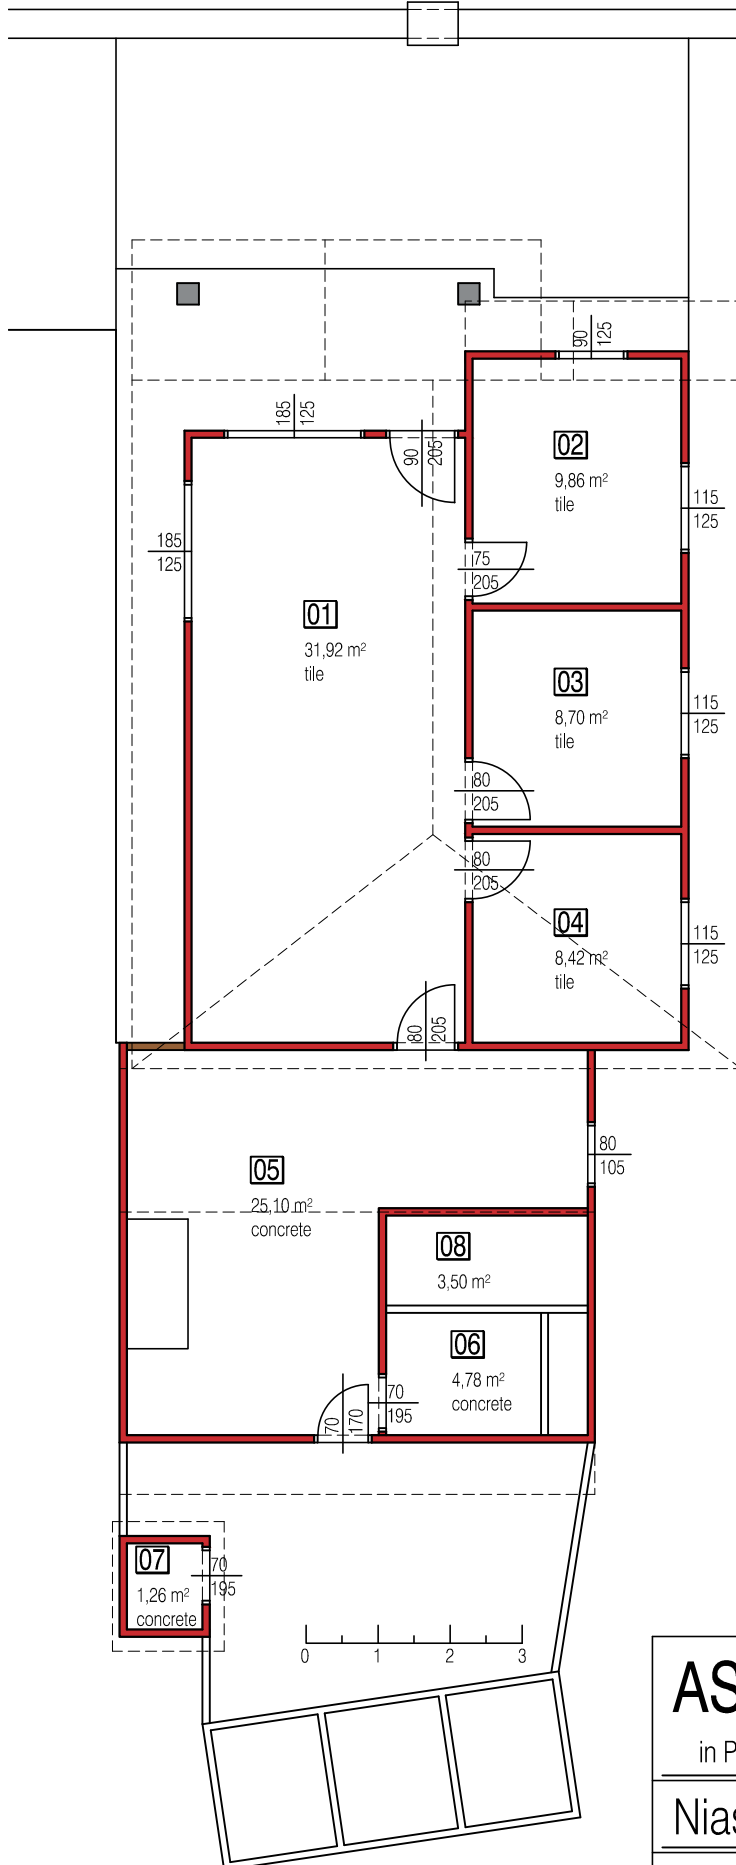 90
125
185
125
90
205
02
9,86 m²
tile
115
125
185
125
75
205
01
31,92 m²
tile
03
8,70 m²
tile
115
125
80
205
80
205
04
8,42 m²
tile
115
125
80
205
80
105
05
25,10 m²
concrete
08
3,50 m²
06
4,78 m²
concrete
70
195
70
170
07
1,26 m²
concrete
70
195
0 1 2 3
AS
in P
Nias